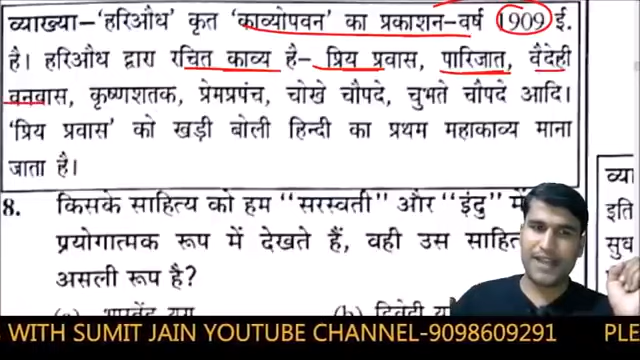 व्याख्या–'हरिऔध' कृत 'काव्योपवन' का प्रकाशन–वर्ष 1909 ई.
है। हरिऔध द्वारा रचित काव्य है– प्रिय प्रवास, पारिजात, वैदेही
वनवास, कृष्णशतक, प्रेमप्रपंच, चोखे चौपदे, चुभते चौपदे आदि।
'प्रिय प्रवास' को खड़ी बोली हिन्दी का प्रथम महाकाव्य माना
जाता है।
8. किसके साहित्य को हम "सरस्वती" और "इंदु" में
प्रयोगात्मक रूप में देखते हैं, वही उस
असली रूप है?
(b) द्विवेदी
WITH SUMIT JAIN YOUTUBE CHANNEL-9098609291